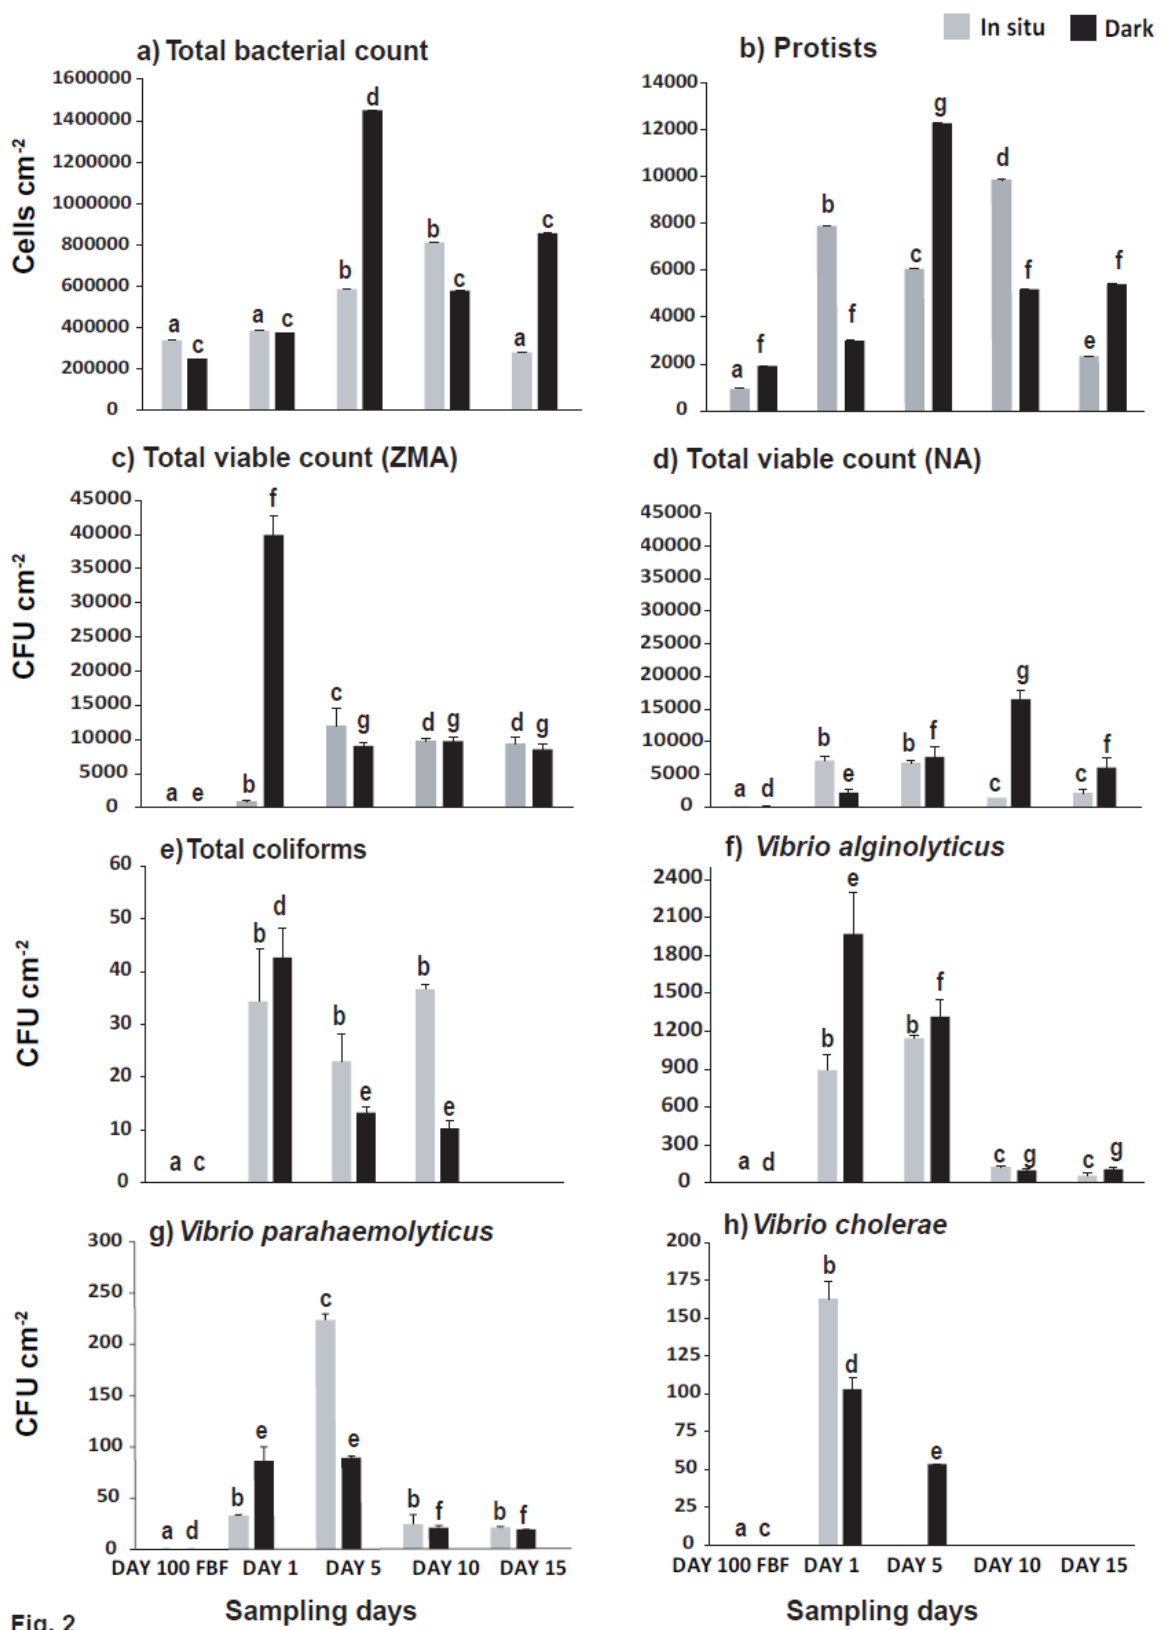 In situ Dark
a) Total bacterial count
b) Protists
1600000
1400000
1200000
1000000
800000
600000
400000
200000
0
Cells cm-2
a c a c b d b c a c
14000
12000
10000
8000
6000
4000
2000
0
a f b f c g d f e f
c) Total viable count (ZMA)
d) Total viable count (NA)
45000
40000
35000
30000
25000
20000
15000
10000
5000
0
CFU cm-2
a e b f c g d g d g
45000
40000
35000
30000
25000
20000
15000
10000
5000
0
a d b e b f c g c f
e) Total coliforms
f) Vibrio alginolyticus
60
50
40
30
20
10
0
CFU cm-2
a c b d b e b e
2400
2100
1800
1500
1200
900
600
300
0
a d b e b f c g c g
g) Vibrio parahaemolyticus
h) Vibrio cholerae
300
250
200
150
100
50
0
CFU cm-2
a d b e c e b f b f
200
175
150
125
100
75
50
25
0
a c b d e
DAY 100 FBF DAY 1 DAY 5 DAY 10 DAY 15
DAY 100 FBF DAY 1 DAY 5 DAY 10 DAY 15
Sampling days
Sampling days
Fig. 2